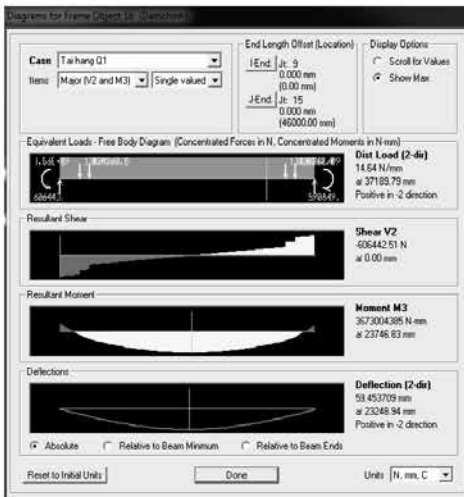 Diagrams for Frame Object 18 (Damchinh)
Case Tai hang Q1
Items Major (V2 and M3) Single valued
End Length Offset (Location)
I-End: Jt: 9
0.000 mm
(0.00 mm)
J-End: Jt: 15
0.000 mm
(46000.00 mm)
Display Options
Scroll for Values
Show Max
Equivalent Loads - Free Body Diagram (Concentrated Forces in N, Concentrated Moments in N-mm)
Dist Load (2-dir)
14.64 N/mm
at 37189.79 mm
Positive in -2 direction
Resultant Shear
Shear V2
-606442.51 N
at 0.00 mm
Resultant Moment
Moment M3
3673004385 N-mm
at 23746.83 mm
Deflections
Deflection (2-dir)
59.453709 mm
at 23248.94 mm
Positive in -2 direction
Absolute Relative to Beam Minimum Relative to Beam Ends
Reset to Initial Units Done Units N, mm, C